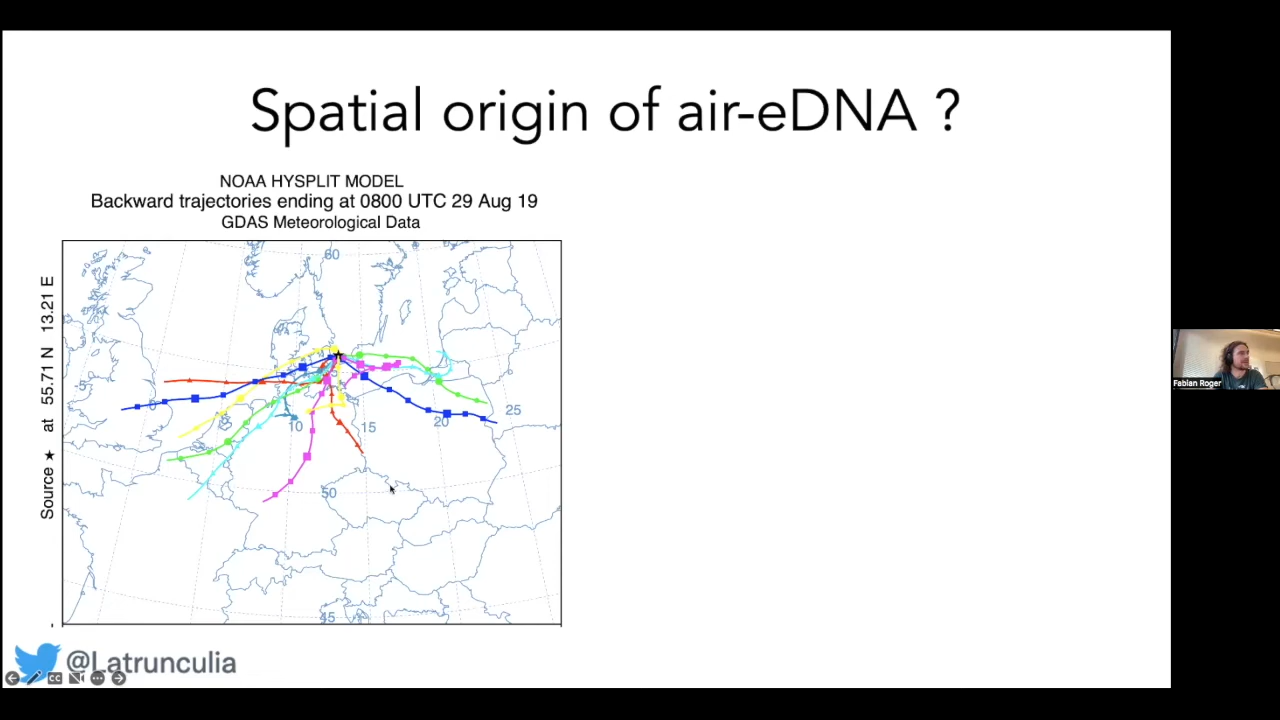 Spatial origin of air-eDNA ?
NOAA HYSPLIT MODEL
Backward trajectories ending at 0800 UTC 29 Aug 19
GDAS Meteorological Data
Source ★ at 55.71 N 13.21 E
60
-5
0
5
10
15
20
25
50
45
@Latrunculia
CC
Fabian Roger